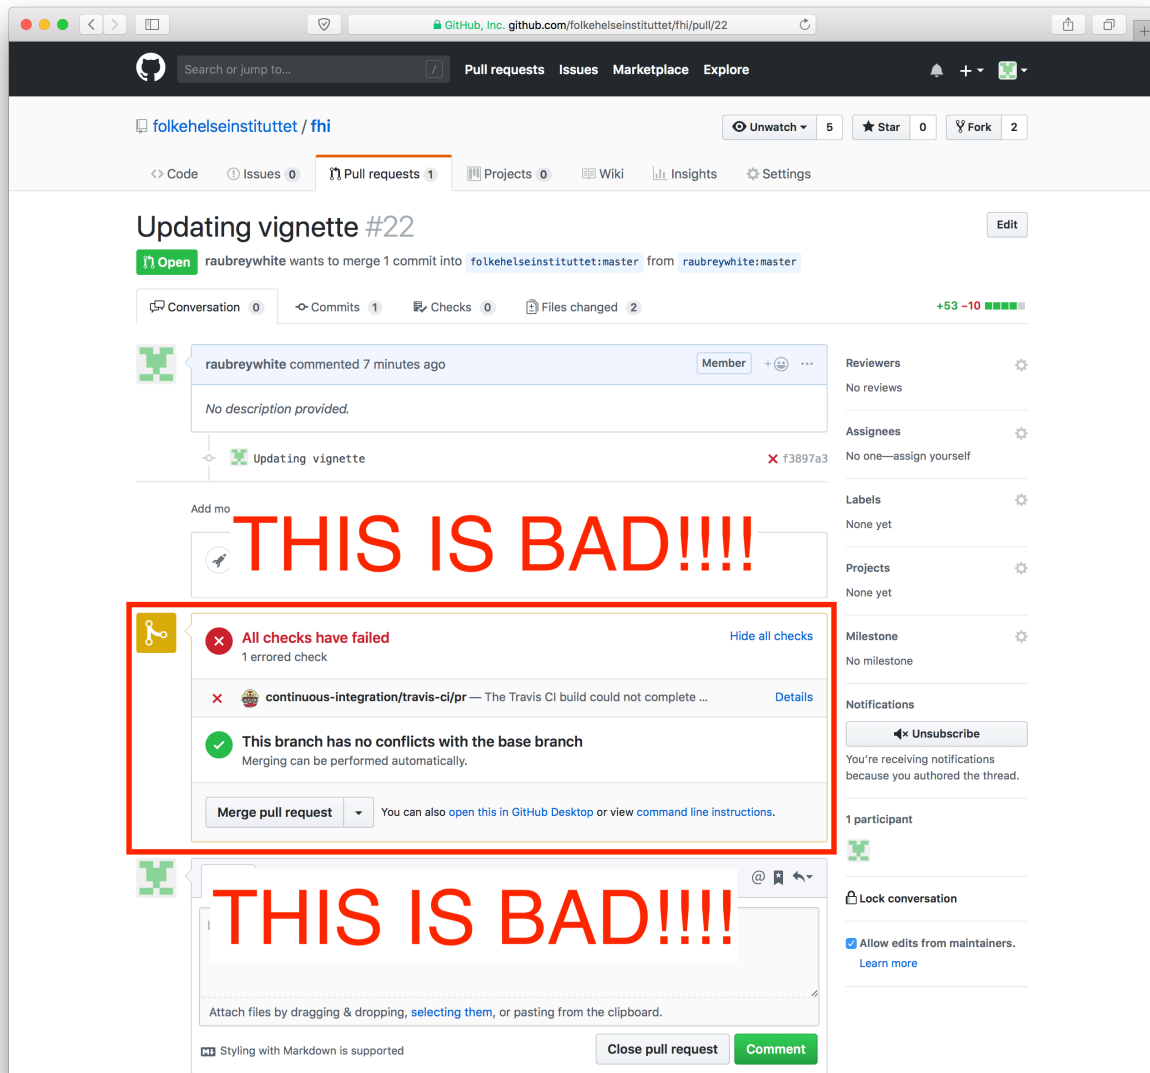 GitHub, Inc. github.com/folkehelseinstituttet/fhi/pull/22
Search or jump to... /
Pull requests Issues Marketplace Explore
folkehelseinstituttet / fhi
Unwatch 5 Star 0 Fork 2
Code Issues 0 Pull requests 1 Projects 0 Wiki Insights Settings
Updating vignette #22
Edit
Open raubreywhite wants to merge 1 commit into folkehelseinstituttet:master from raubreywhite:master
Conversation 0 Commits 1 Checks 0 Files changed 2 +53 −10
raubreywhite commented 7 minutes ago Member
No description provided.
Updating vignette f3897a3
Add mo
THIS IS BAD!!!!
All checks have failed Hide all checks
1 errored check
continuous-integration/travis-ci/pr — The Travis CI build could not complete ... Details
This branch has no conflicts with the base branch
Merging can be performed automatically.
Merge pull request You can also open this in GitHub Desktop or view command line instructions.
THIS IS BAD!!!!
Attach files by dragging & dropping, selecting them, or pasting from the clipboard.
Styling with Markdown is supported
Close pull request Comment
Reviewers
No reviews
Assignees
No one—assign yourself
Labels
None yet
Projects
None yet
Milestone
No milestone
Notifications
Unsubscribe
You're receiving notifications
because you authored the thread.
1 participant
Lock conversation
Allow edits from maintainers.
Learn more